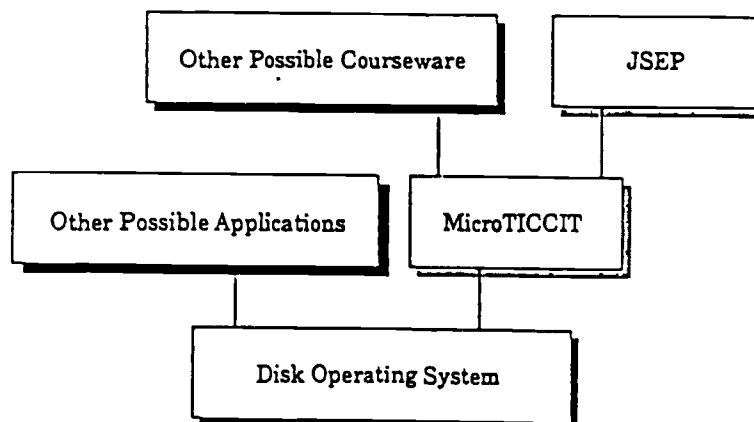 Other Possible Courseware
JSEP
Other Possible Applications
MicroTICCIT
Disk Operating System